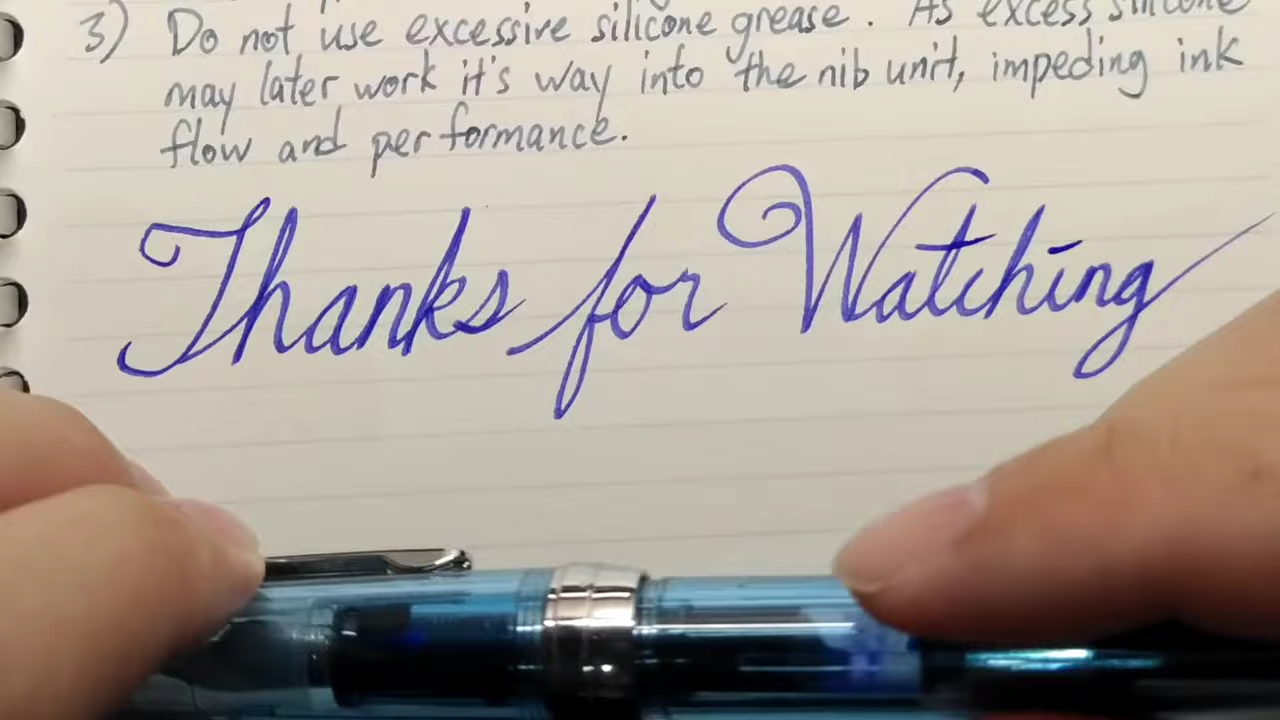 3) Do not use excessive silicone grease. As excess silicone
may later work it's way into the nib unit, impeding ink
flow and performance.
Thanks for Watching